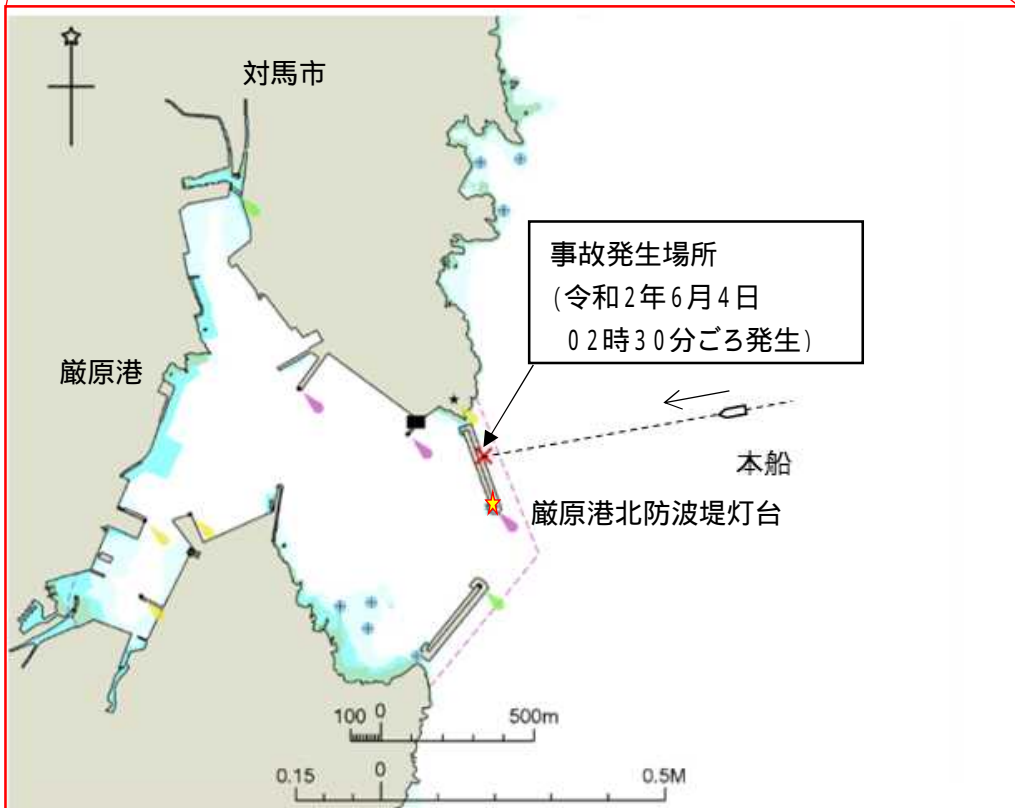 対馬市
事故発生場所
(令和2年6月4日
02時30分ごろ発生)
厳原港
本船
厳原港北防波堤灯台
100 0 500m
0.15 0 0.5M